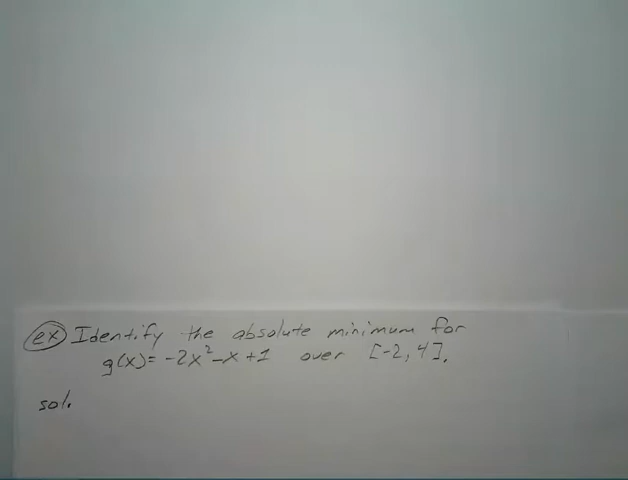 ex Identify the absolute minimum for
g(x)= -2x² -x +1 over [-2, 4].
sol.